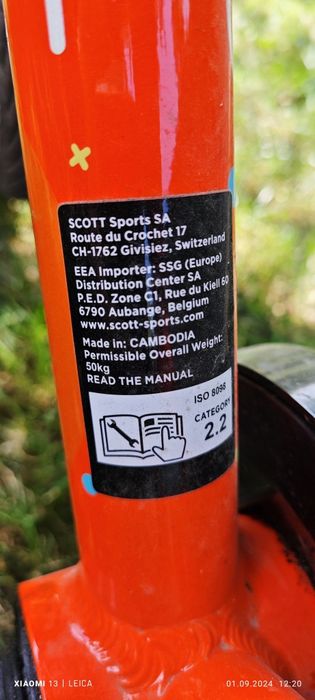 SCOTT Sports SA
Route du Crochet 17
CH-1762 Givisiez, Switzerland
EEA Importer: SSG (Europe)
Distribution Center SA
P.E.D. Zone C1, Rue du Kiell 60
6790 Aubange, Belgium
www.scott-sports.com
Made in: CAMBODIA
Permissible Overall Weight:
50kg
READ THE MANUAL
ISO 8098
CATEGORY
2.2
XIAOMI 13 | LEICA
01.09.2024 12:20